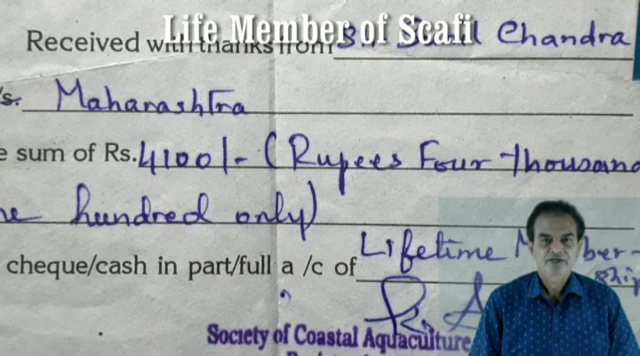 Life Member of Scafi
Received with thanks from Chandra
Maharashtra
sum of Rs. 4100/- (Rupees Four Thousand
hundred only)
cheque/cash in part/full a /c of Lifetime
Society of Coastal Aquaculture